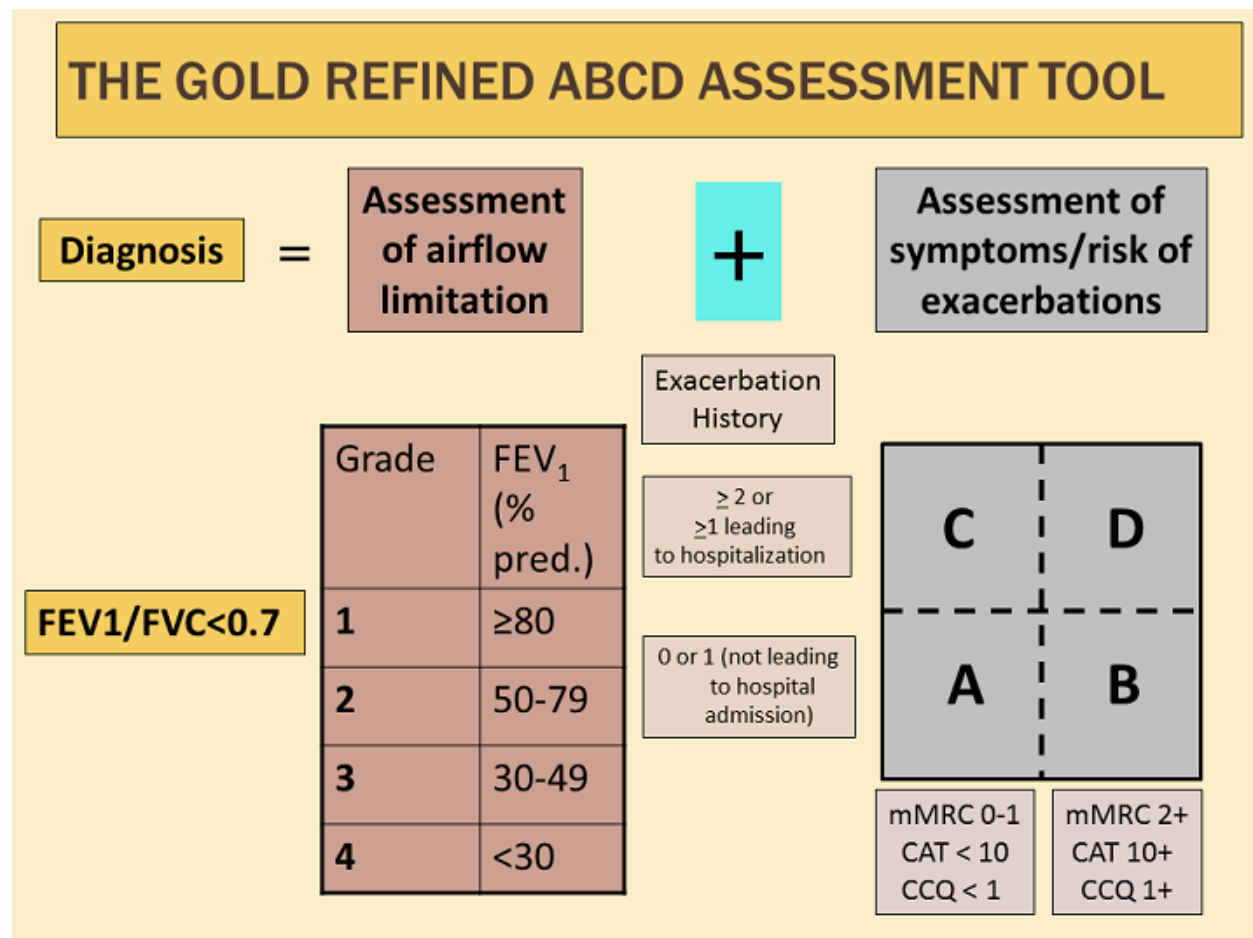 THE GOLD REFINED ABCD ASSESSMENT TOOL
Diagnosis
=
Assessment
of airflow
limitation
+
Assessment of
symptoms/risk of
exacerbations
Exacerbation
History
Grade
FEV₁
(%
pred.)
≥ 2 or
≥1 leading
to hospitalization
C D
FEV1/FVC<0.7
1 ≥80
0 or 1 (not leading
to hospital
admission)
2 50-79
A B
3 30-49
4 <30
mMRC 0-1
CAT < 10
CCQ < 1
mMRC 2+
CAT 10+
CCQ 1+